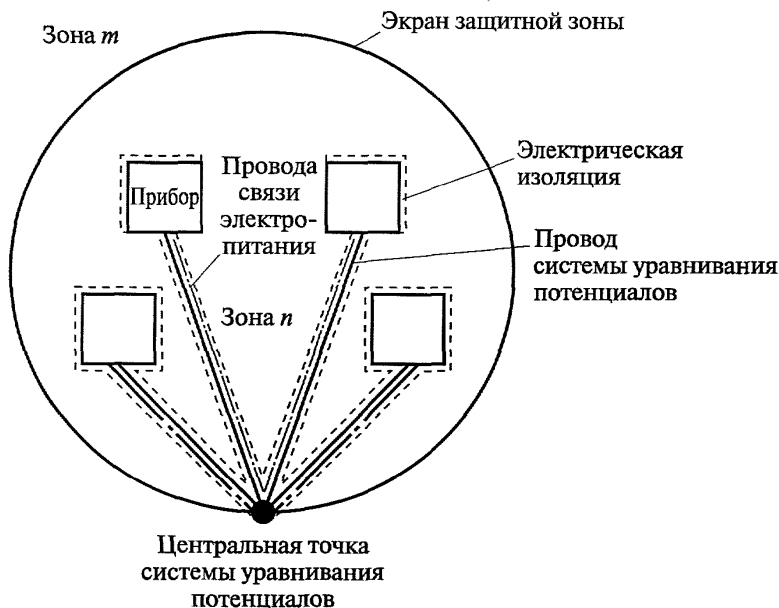 Экран защитной зоны
Зона m
Электрическая
изоляция
Провода
связи
электро-
питания
Прибор
Провод
системы уравнивания
потенциалов
Зона n
Центральная точка
системы уравнивания
потенциалов